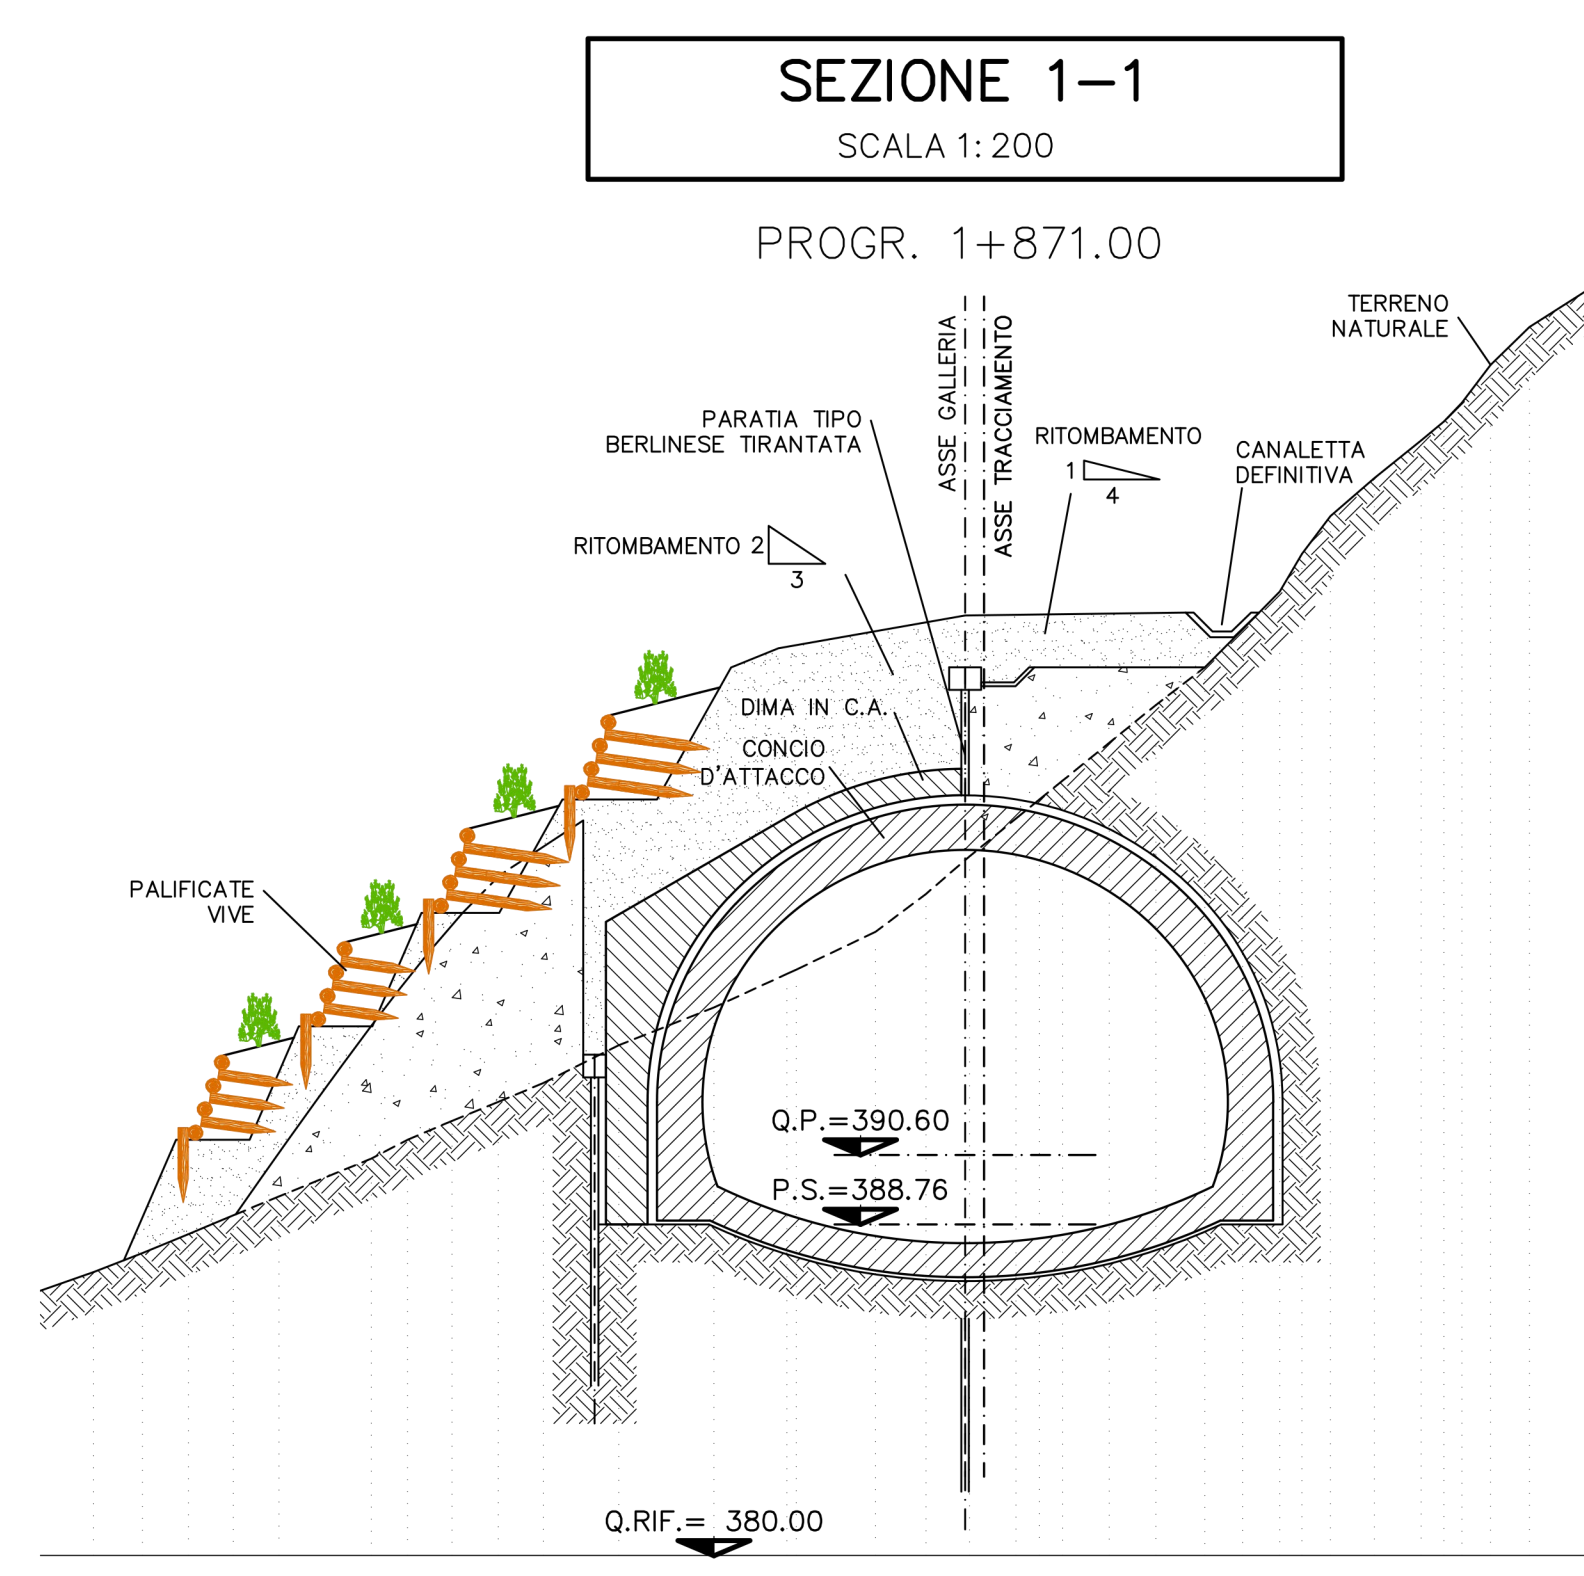 SEZIONE 1-1
SCALA 1:200
PROGR. 1+871.00
TERRENO
NATURALE
ASSE GALLERIA
ASSE TRACCIAMENTO
PARATIA TIPO
BERLINESE TIRANTATA
RITOMBAMENTO
1
4
CANALETTA
DEFINITIVA
RITOMBAMENTO 2
3
DIMA IN C.A.
CONCIO
D'ATTACCO
PALIFICATE
VIVE
Q.P.=390.60
P.S.=388.76
Q.RIF.= 380.00